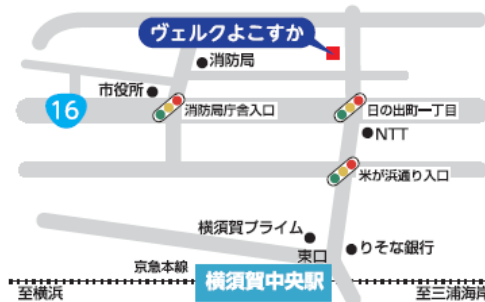 ヴェルクよこすか
消防局
市役所
16
消防局庁舎入口
日の出町一丁目
NTT
米が浜通り入口
横須賀プライム
東口
りそな銀行
京急本線
横須賀中央駅
至横浜
至三浦海岸